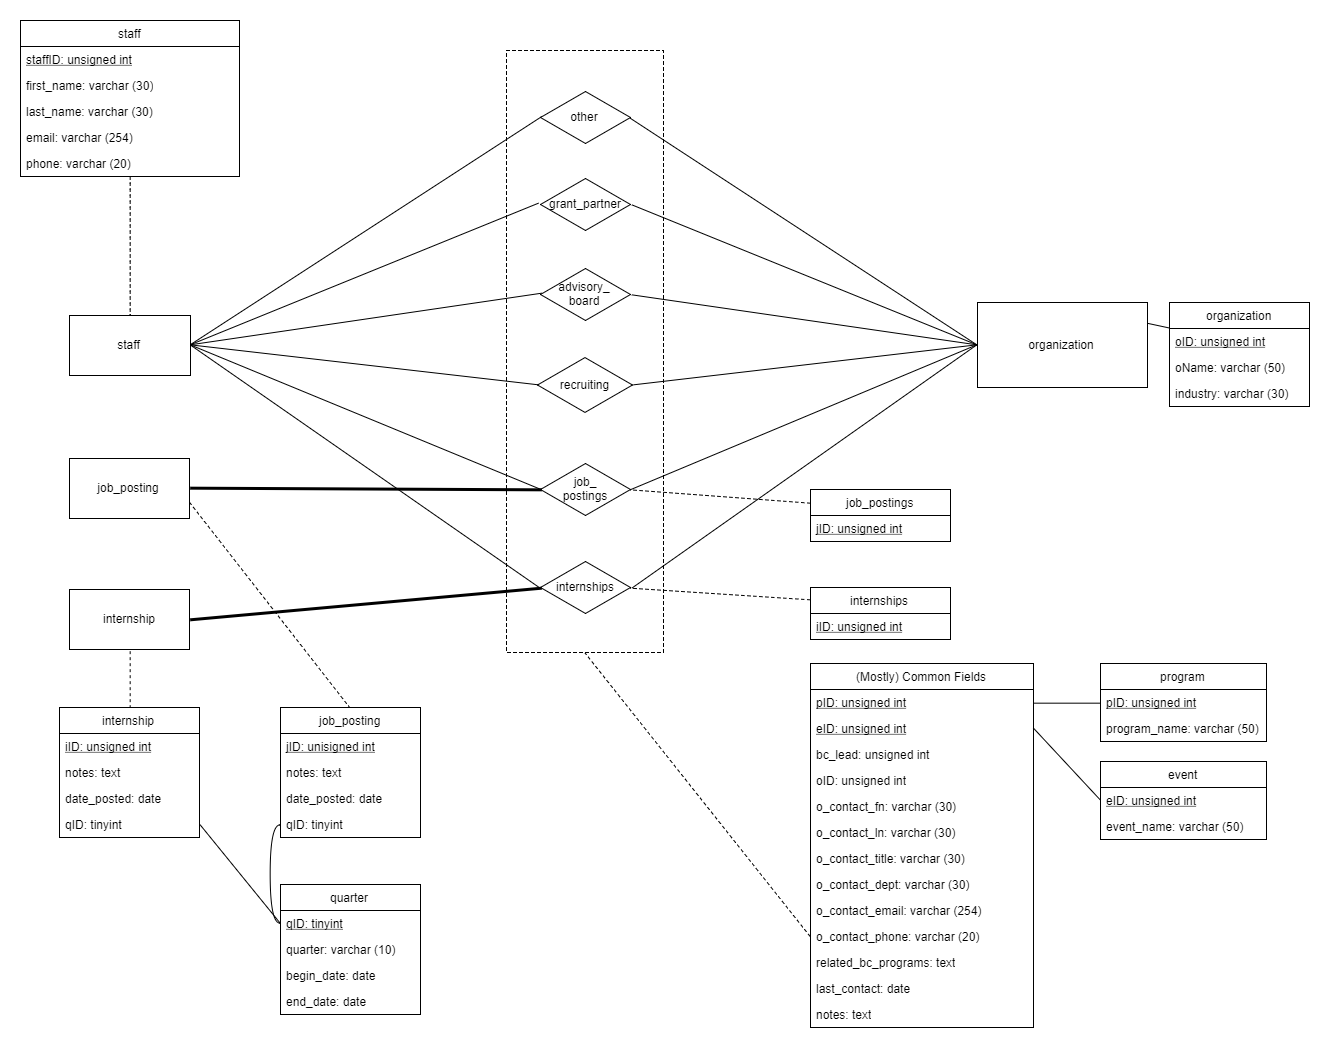 staff
staffID: unsigned int
first_name: varchar (30)
last_name: varchar (30)
email: varchar (254)
phone: varchar (20)
other
grant_partner
advisory_
board
recruiting
job_
postings
internships
staff
job_posting
internship
organization
organization
oID: unsigned int
oName: varchar (50)
industry: varchar (30)
job_postings
jID: unsigned int
internships
iID: unsigned int
internship
iID: unsigned int
notes: text
date_posted: date
qID: tinyint
job_posting
jID: unisigned int
notes: text
date_posted: date
qID: tinyint
quarter
qID: tinyint
quarter: varchar (10)
begin_date: date
end_date: date
(Mostly) Common Fields
pID: unsigned int
eID: unsigned int
bc_lead: unsigned int
oID: unsigned int
o_contact_fn: varchar (30)
o_contact_ln: varchar (30)
o_contact_title: varchar (30)
o_contact_dept: varchar (30)
o_contact_email: varchar (254)
o_contact_phone: varchar (20)
related_bc_programs: text
last_contact: date
notes: text
program
pID: unsigned int
program_name: varchar (50)
event
eID: unsigned int
event_name: varchar (50)